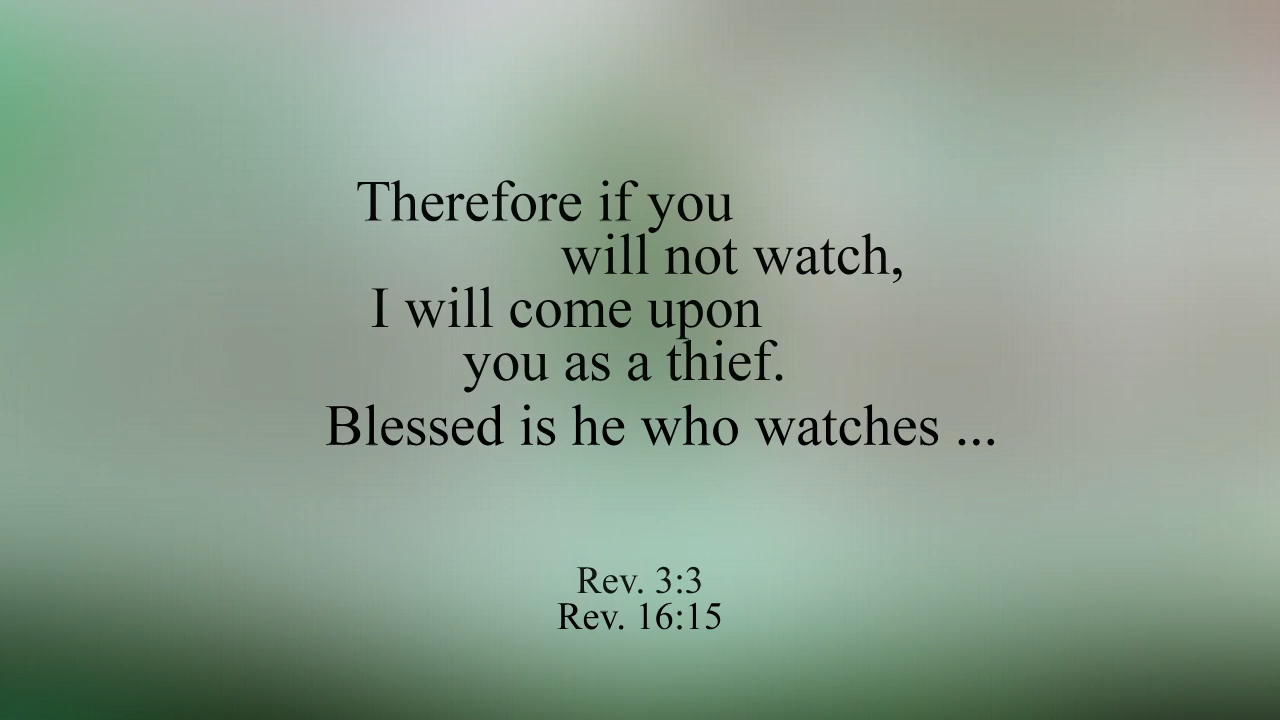 Therefore if you
will not watch,
I will come upon
you as a thief.
Blessed is he who watches ...
Rev. 3:3
Rev. 16:15